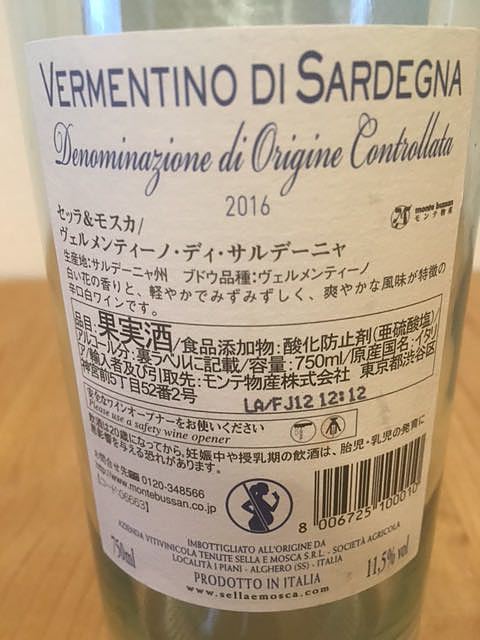 VERMENTINO DI SARDEGNA
Denominazione di Origine Controllata
2016
monte bussan
モンテ物産
セッラ&モスカ/
ヴェルメンティーノ・ディ・サルデーニャ
生産地:サルデーニャ州 ブドウ品種:ヴェルメンティーノ
白い花の香りと、軽やかでみずみずしく、爽やかな風味が特徴の
辛口白ワインです。
品目:果実酒/食品添加物:酸化防止剤(亜硫酸塩)/
アルコール分:裏ラベルに記載/容量:750ml/原産国名:イタリ
ア/輸入者及び引取先:モンテ物産株式会社 東京都渋谷区
神宮前5丁目52番2号
LA/FJ12 12:12
安全なワインオープナーをお使いください
Please use a safety wine opener
飲酒は20歳になってから。妊娠中や授乳期の飲酒は、胎児・乳児の発育に
悪影響を与える恐れがあります。
お問合せ先 0120-348566
http://www.montebussan.co.jp
【コード:06663】
8 006725 100010
750ml
IMBOTTIGLIATO ALL'ORIGINE DA
AZIENDA VITIVINICOLA TENUTE SELLA E MOSCA S.R.L. - SOCIETÀ AGRICOLA
LOCALITÀ I PIANI - ALGHERO (SS) - ITALIA
PRODOTTO IN ITALIA
11,5% vol
www.sellaemosca.com